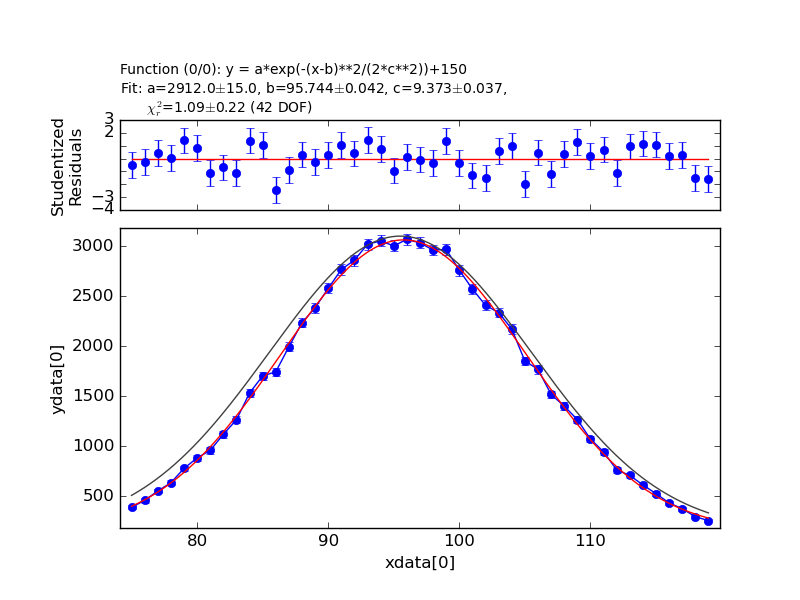 Function (0/0): y = a*exp(-(x-b)**2/(2*c**2))+150
Fit: a=2912.0±15.0, b=95.744±0.042, c=9.373±0.037,
χ²ᵣ=1.09±0.22 (42 DOF)
3
2
−3
−4
Studentized
Residuals
3000
2500
2000
1500
1000
500
ydata[0]
80 90 100 110
xdata[0]